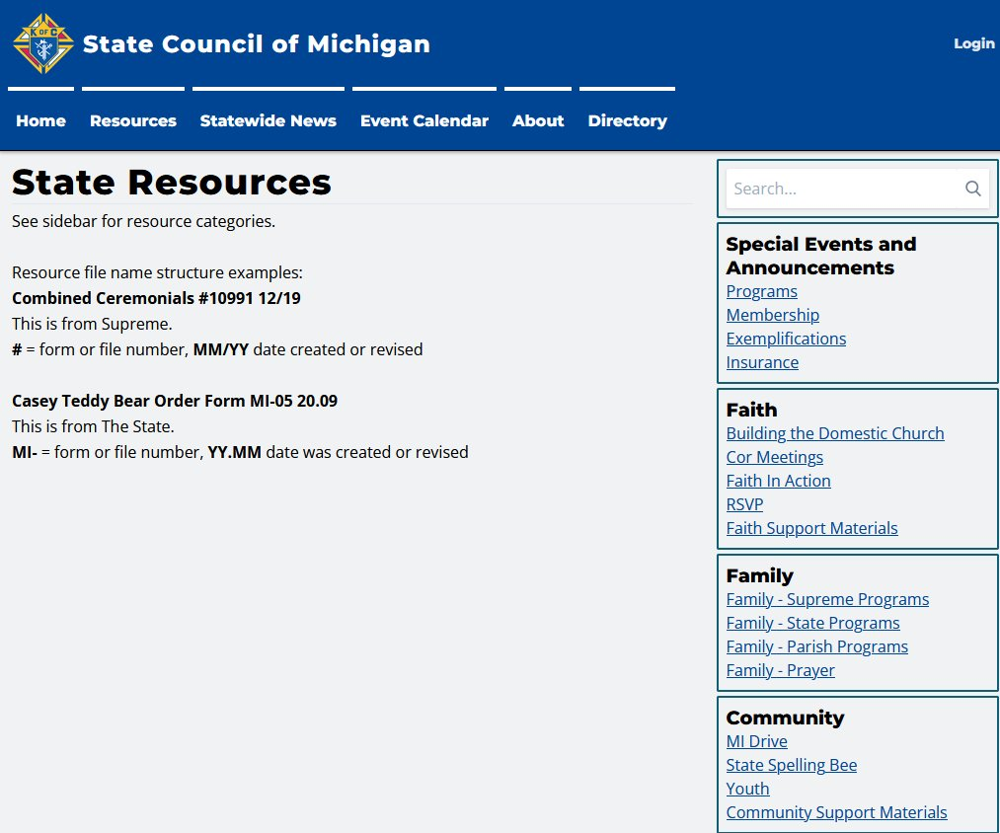 K OF C
State Council of Michigan
Login
Home
Resources
Statewide News
Event Calendar
About
Directory
State Resources
See sidebar for resource categories.
Resource file name structure examples:
Combined Ceremonials #10991 12/19
This is from Supreme.
# = form or file number, MM/YY date created or revised
Casey Teddy Bear Order Form MI-05 20.09
This is from The State.
MI- = form or file number, YY.MM date was created or revised
Search...
Special Events and
Announcements
Programs
Membership
Exemplifications
Insurance
Faith
Building the Domestic Church
Cor Meetings
Faith In Action
RSVP
Faith Support Materials
Family
Family - Supreme Programs
Family - State Programs
Family - Parish Programs
Family - Prayer
Community
MI Drive
State Spelling Bee
Youth
Community Support Materials